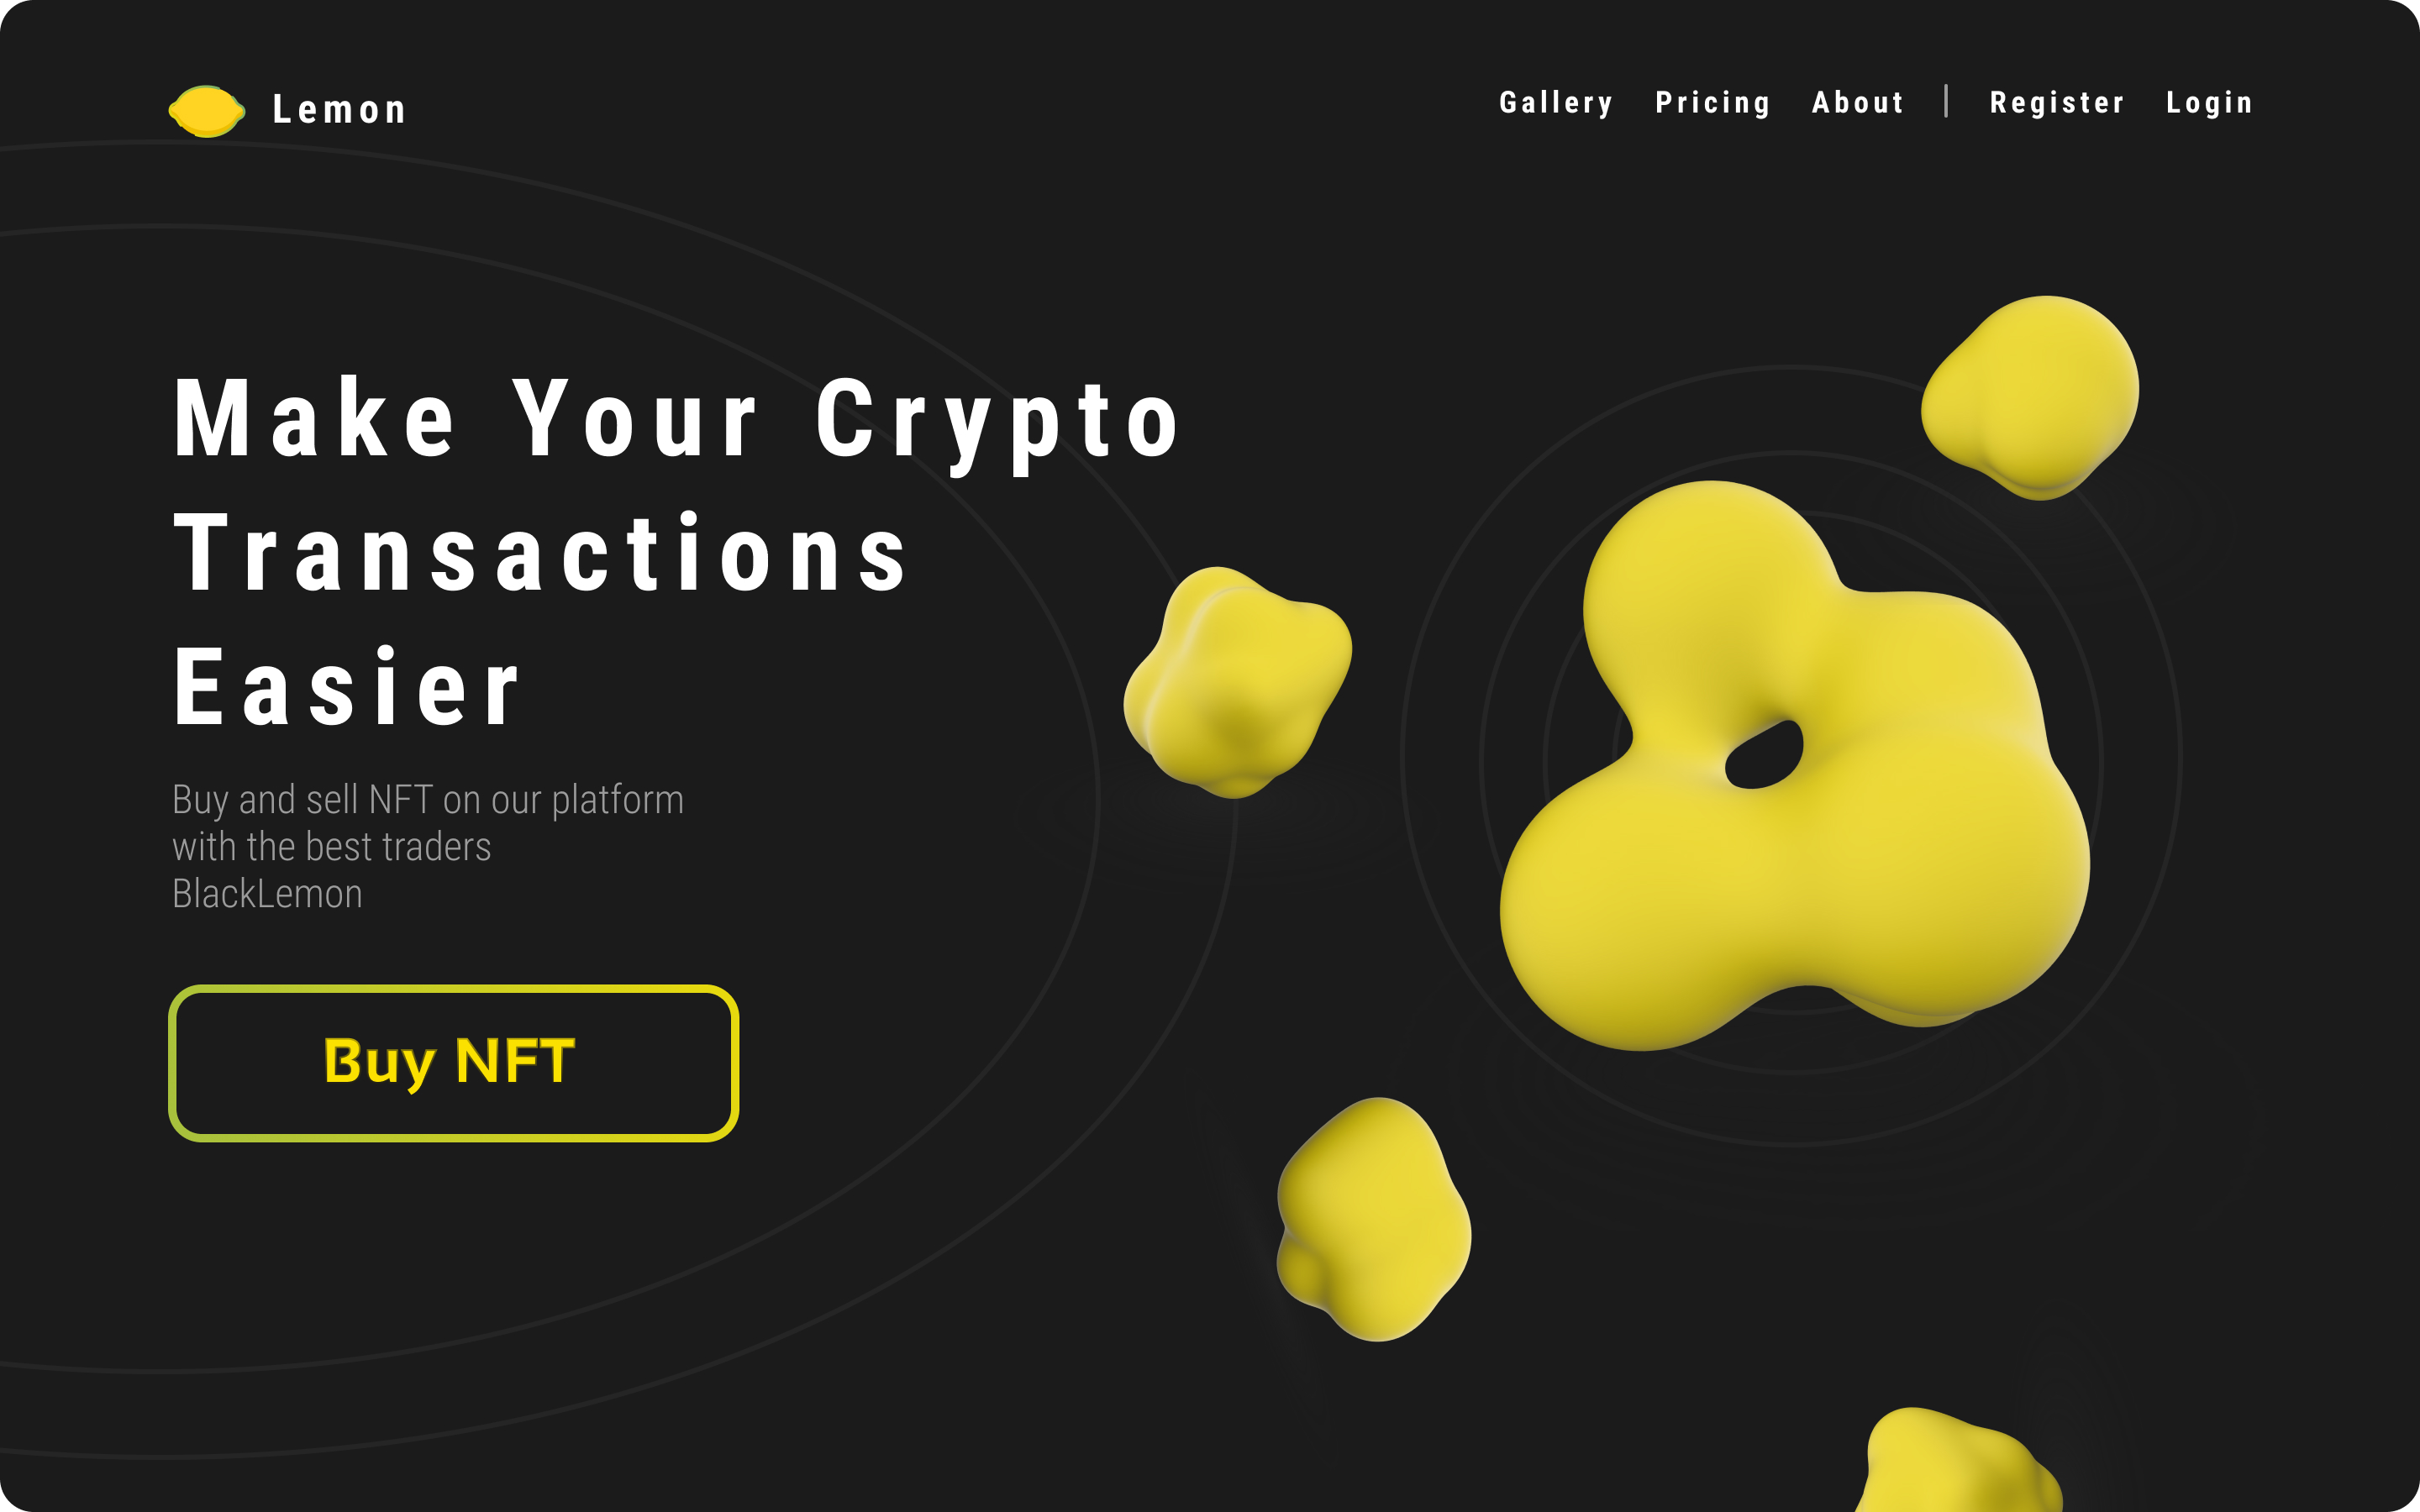 Lemon
Gallery Pricing About | Register Login
Make Your Crypto
Transactions
Easier
Buy and sell NFT on our platform
with the best traders
BlackLemon
Buy NFT